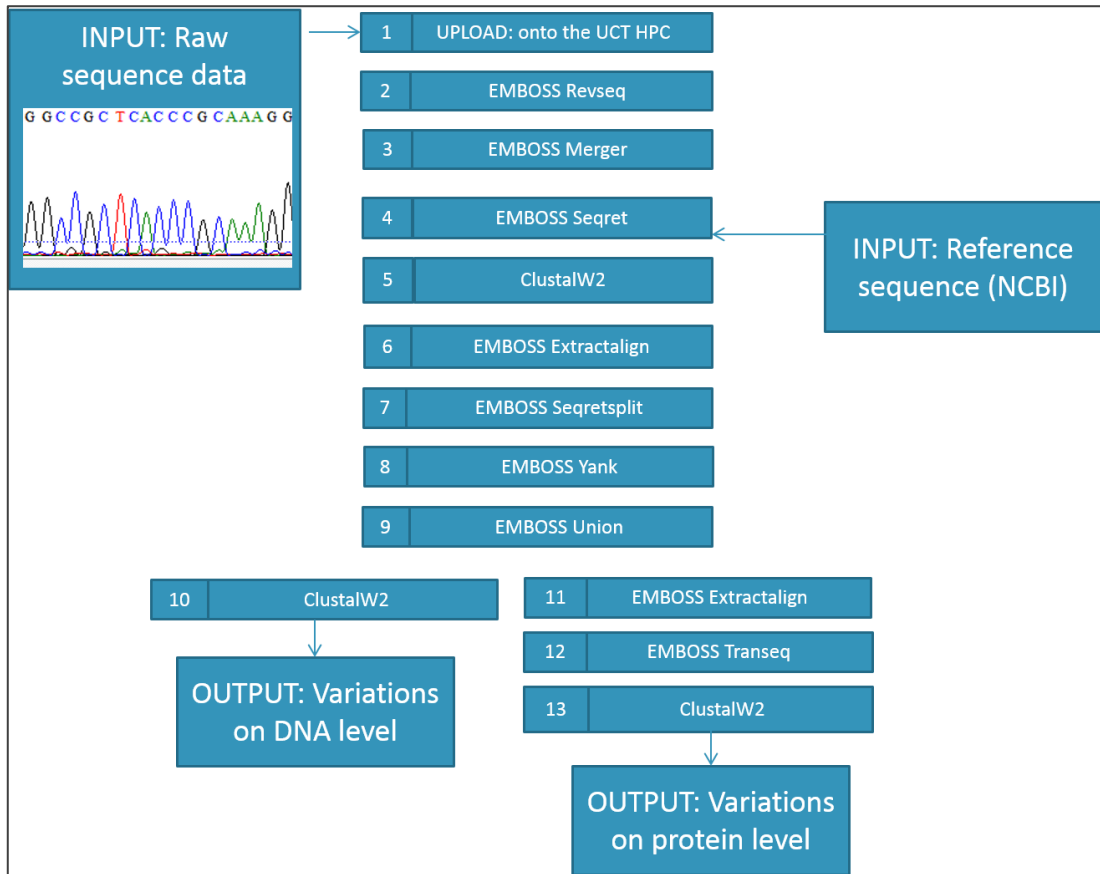 INPUT: Raw
sequence data
G G C C G C T C A C C C G C A A A G G
1 UPLOAD: onto the UCT HPC
2 EMBOSS Revseq
3 EMBOSS Merger
4 EMBOSS Seqret
INPUT: Reference
sequence (NCBI)
5 ClustalW2
6 EMBOSS Extractalign
7 EMBOSS Seqretsplit
8 EMBOSS Yank
9 EMBOSS Union
10 ClustalW2
OUTPUT: Variations
on DNA level
11 EMBOSS Extractalign
12 EMBOSS Transeq
13 ClustalW2
OUTPUT: Variations
on protein level